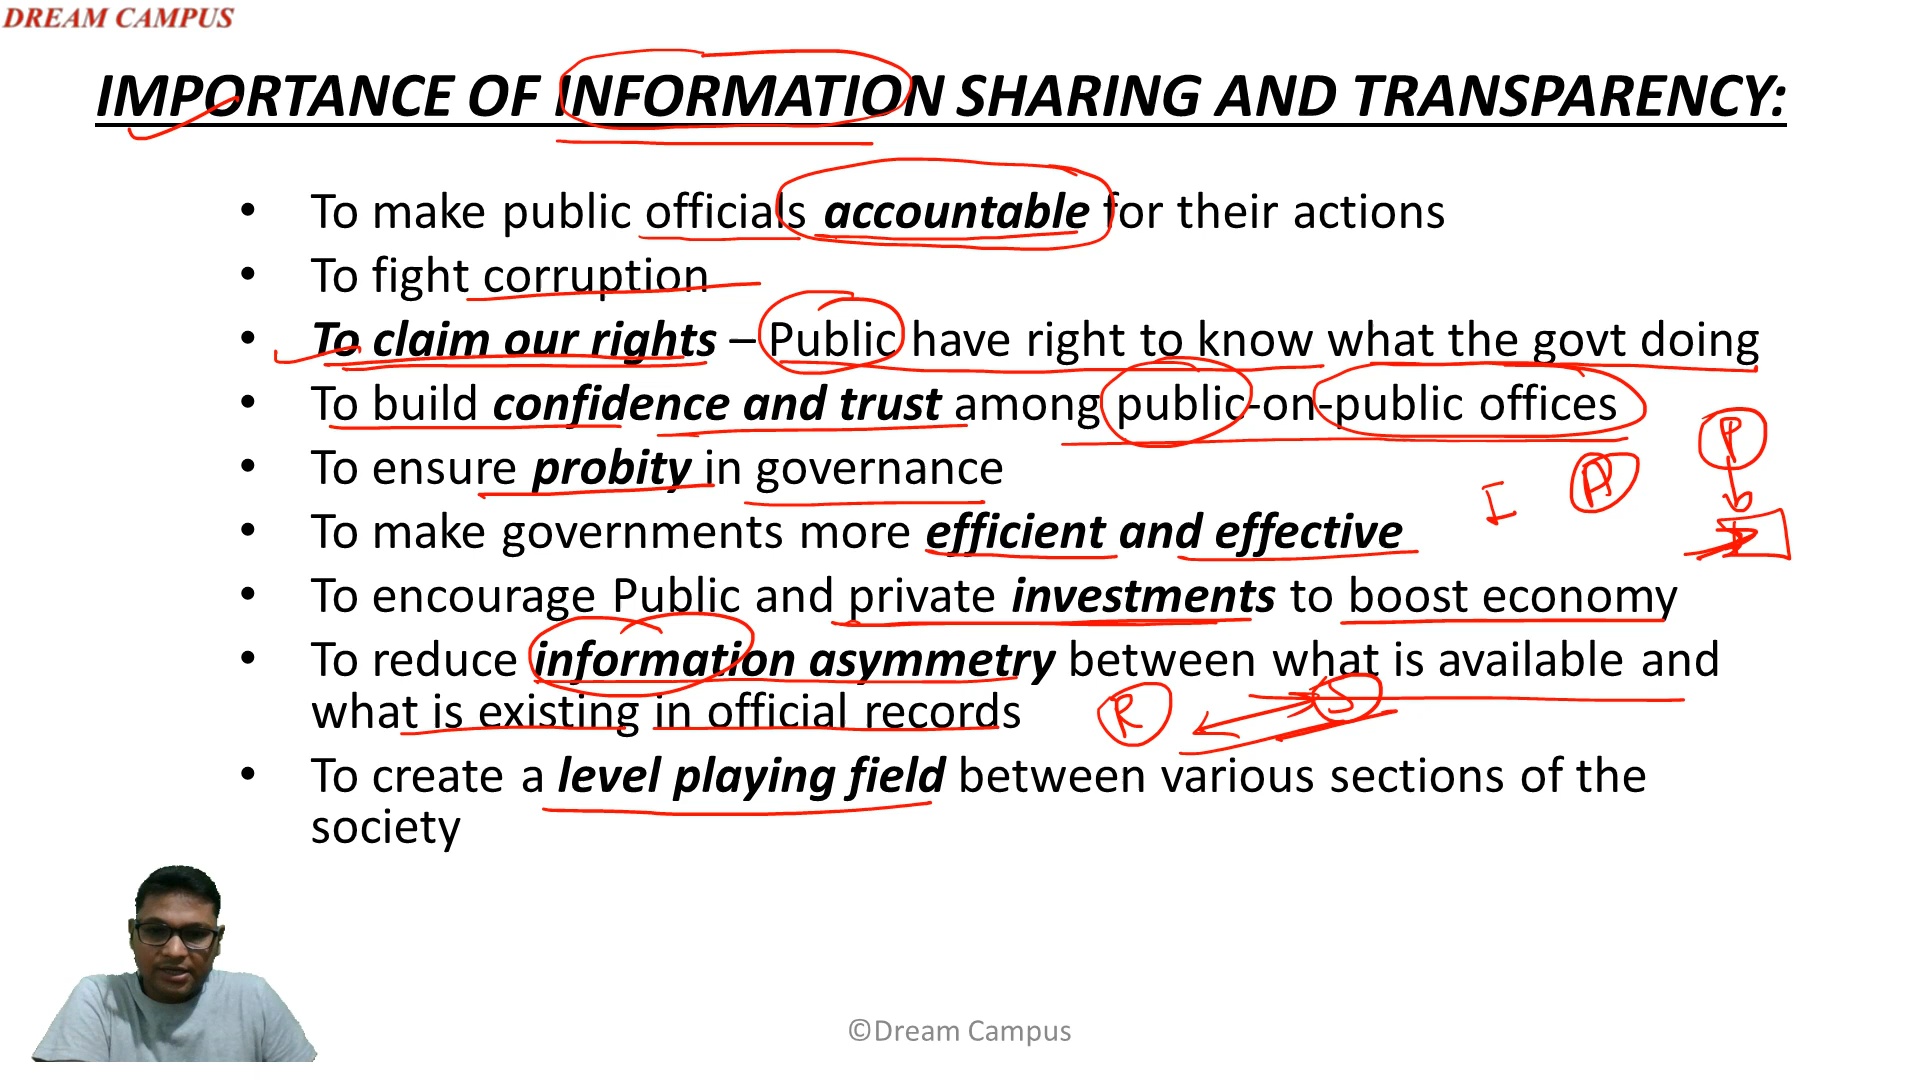 DREAM CAMPUS
IMPORTANCE OF INFORMATION SHARING AND TRANSPARENCY:
• To make public officials accountable for their actions
• To fight corruption
• To claim our rights – Public have right to know what the govt doing
• To build confidence and trust among public-on-public offices
P
• To ensure probity in governance
I A
• To make governments more efficient and effective
• To encourage Public and private investments to boost economy
• To reduce information asymmetry between what is available and
what is existing in official records
R S
• To create a level playing field between various sections of the
society
©Dream Campus